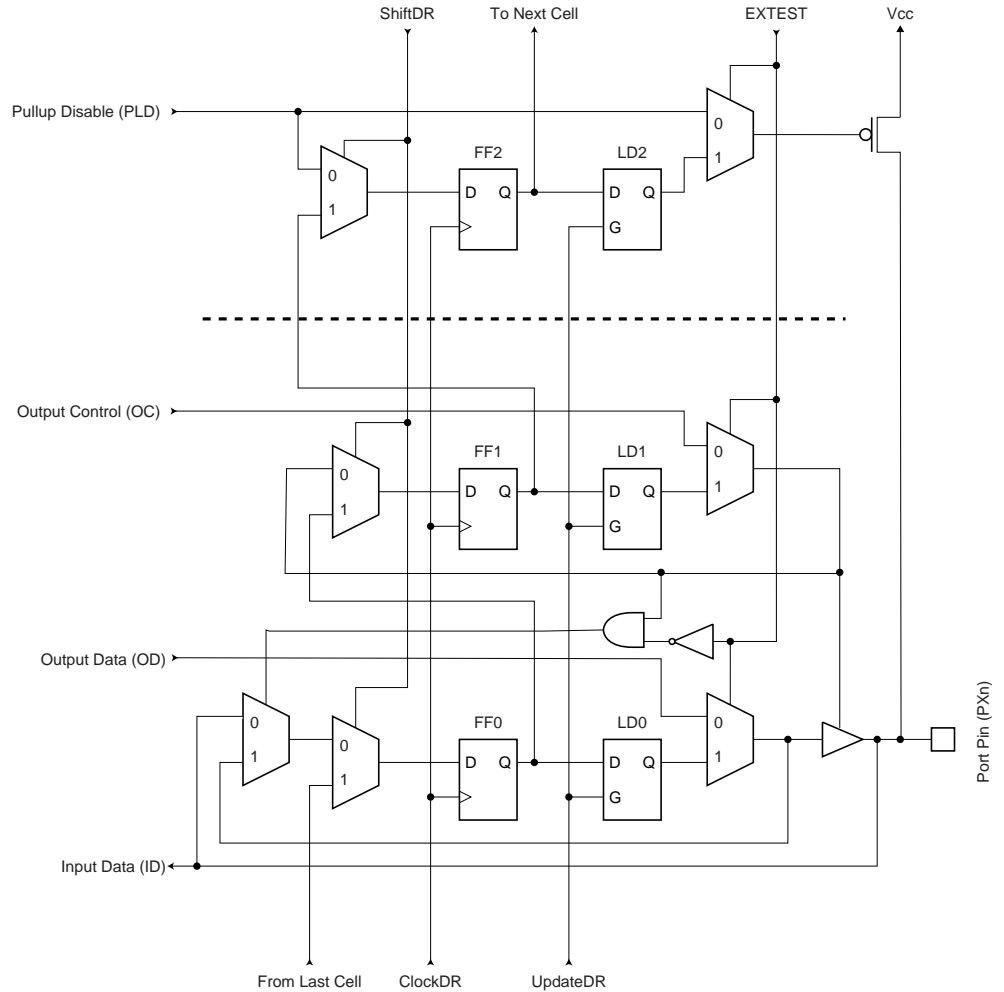 ShiftDR
To Next Cell
EXTEST
Vcc
Pullup Disable (PLD)
0
1
FF2
D Q
LD2
D Q
G
0
1
Output Control (OC)
0
1
FF1
D Q
LD1
D Q
G
0
1
Output Data (OD)
0
1
0
1
FF0
D Q
LD0
D Q
G
0
1
Port Pin (PXn)
Input Data (ID)
From Last Cell
ClockDR
UpdateDR